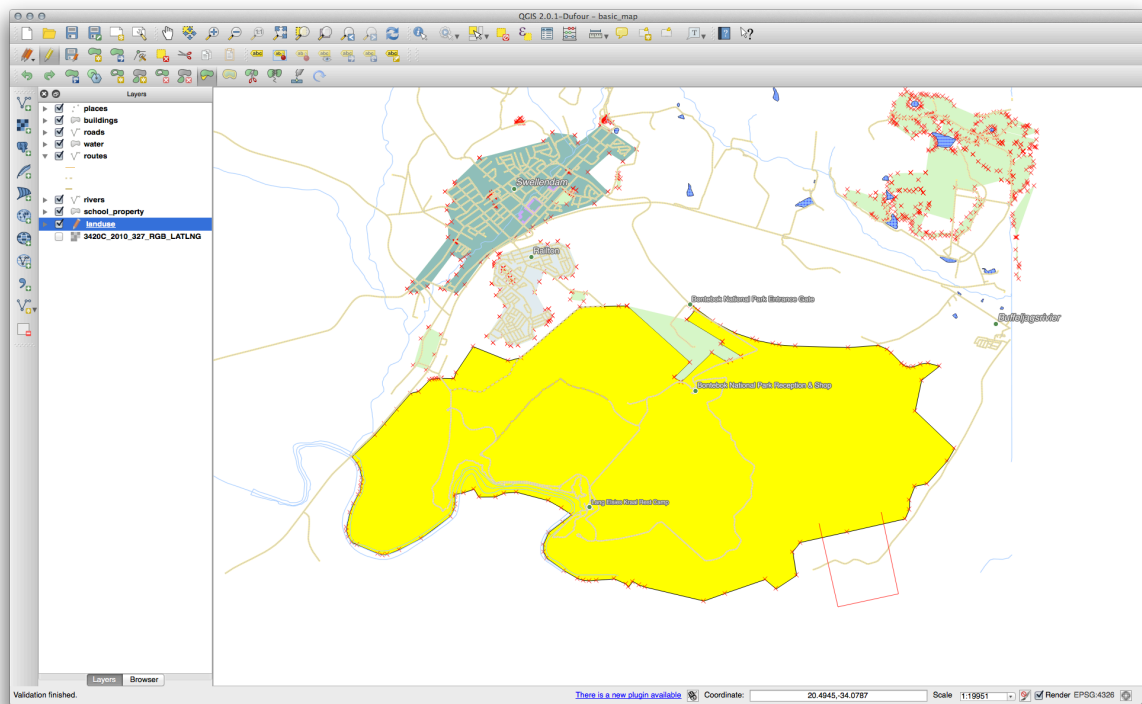 QGIS 2.0.1-Dufour - basic_map
Layers
places
buildings
roads
water
routes
rivers
school_property
landuse
3420C_2010_327_RGB_LATLNG
Swellendam
Railton
Bontebok National Park Entrance Gate
Buffeljagsrivier
Bontebok National Park Reception & Shop
Lang Elsies Kraal Rest Camp
Layers
Browser
Validation finished.
There is a new plugin available
Coordinate:
20.4945,-34.0787
Scale
1:19951
Render
EPSG:4326